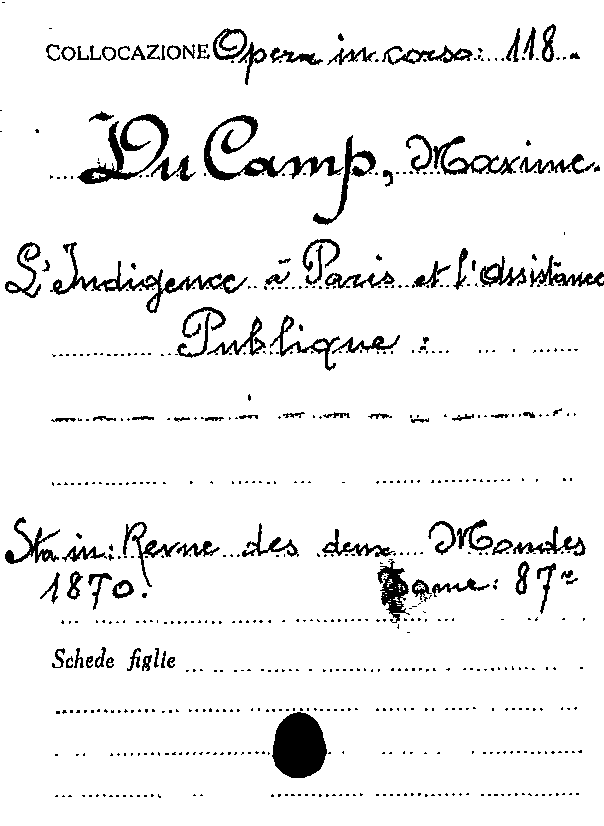 COLLOCAZIONE Opera in corso: 118.
Du Camp, Maxime.
L'Indigence à Paris et l'Assistance
Publique :
Sta in: Revue des deux Mondes
1870. Tome: 87e
Schede figlie